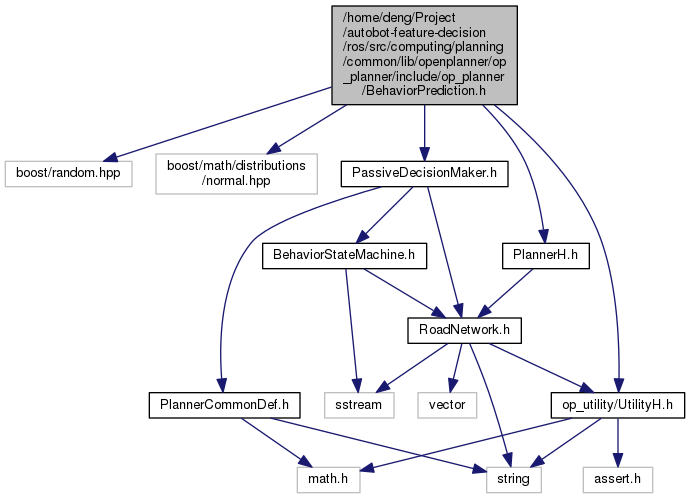 /home/deng/Project
/autobot-feature-decision
/ros/src/computing/planning
/common/lib/openplanner/op
_planner/include/op_planner
/BehaviorPrediction.h
boost/random.hpp
boost/math/distributions
/normal.hpp
PassiveDecisionMaker.h
BehaviorStateMachine.h
PlannerH.h
RoadNetwork.h
PlannerCommonDef.h
sstream
vector
op_utility/UtilityH.h
math.h
string
assert.h